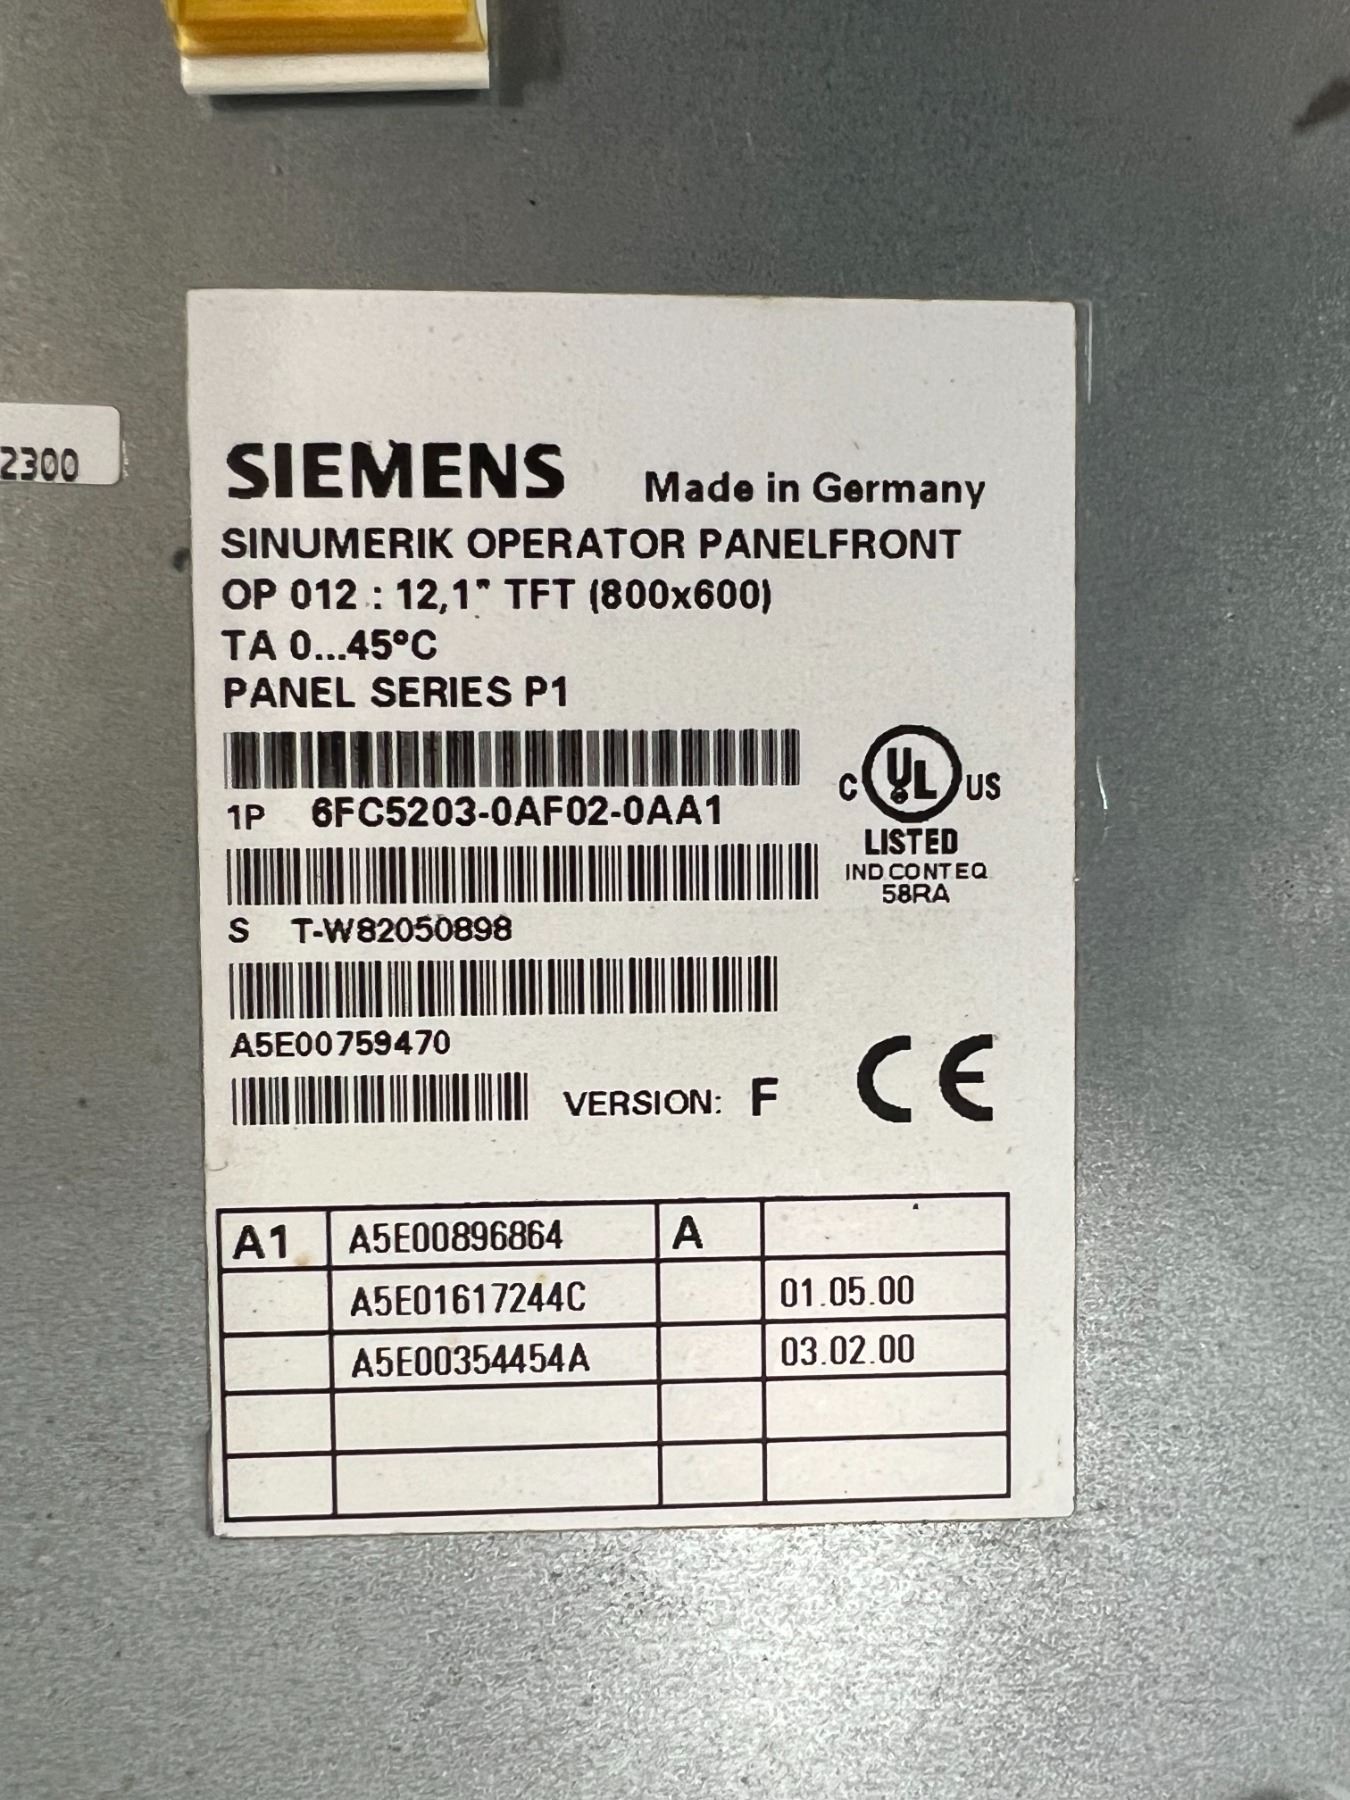 2300
SIEMENS Made in Germany
SINUMERIK OPERATOR PANELFRONT
OP 012 : 12,1" TFT (800x600)
TA 0...45°C
PANEL SERIES P1
1P 6FC5203-0AF02-0AA1
C UL US
LISTED
IND.CONT.EQ
58RA
S T-W82050898
A5E00759470
VERSION: F
CE
A1 A5E00896864 A
A5E01617244C 01.05.00
A5E00354454A 03.02.00